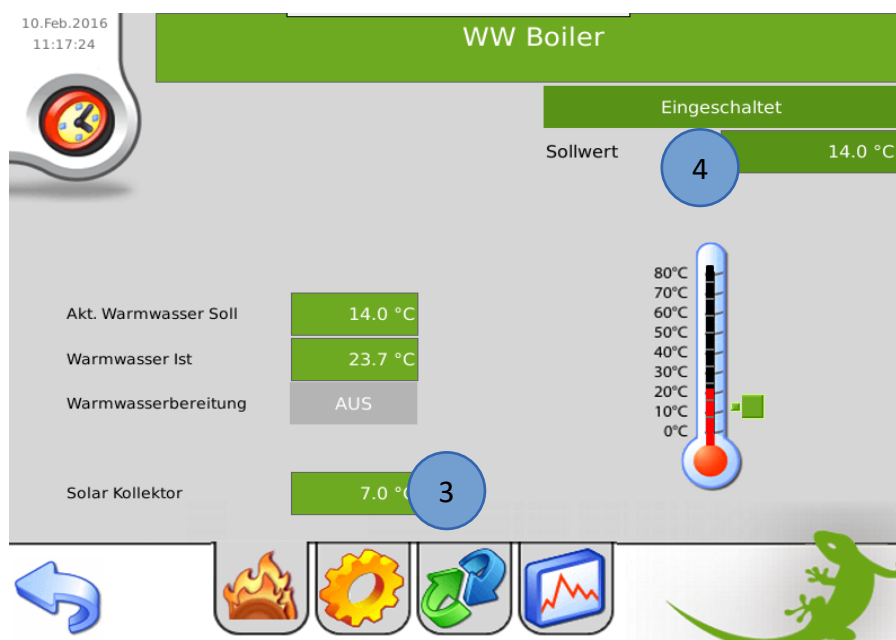 10.Feb.2016
11:17:24
WW Boiler
Eingeschaltet
Sollwert
4
14.0 °C
80°C
70°C
60°C
50°C
40°C
30°C
20°C
10°C
0°C
Akt. Warmwasser Soll
14.0 °C
Warmwasser Ist
23.7 °C
Warmwasserbereitung
AUS
Solar Kollektor
7.0 °C
3